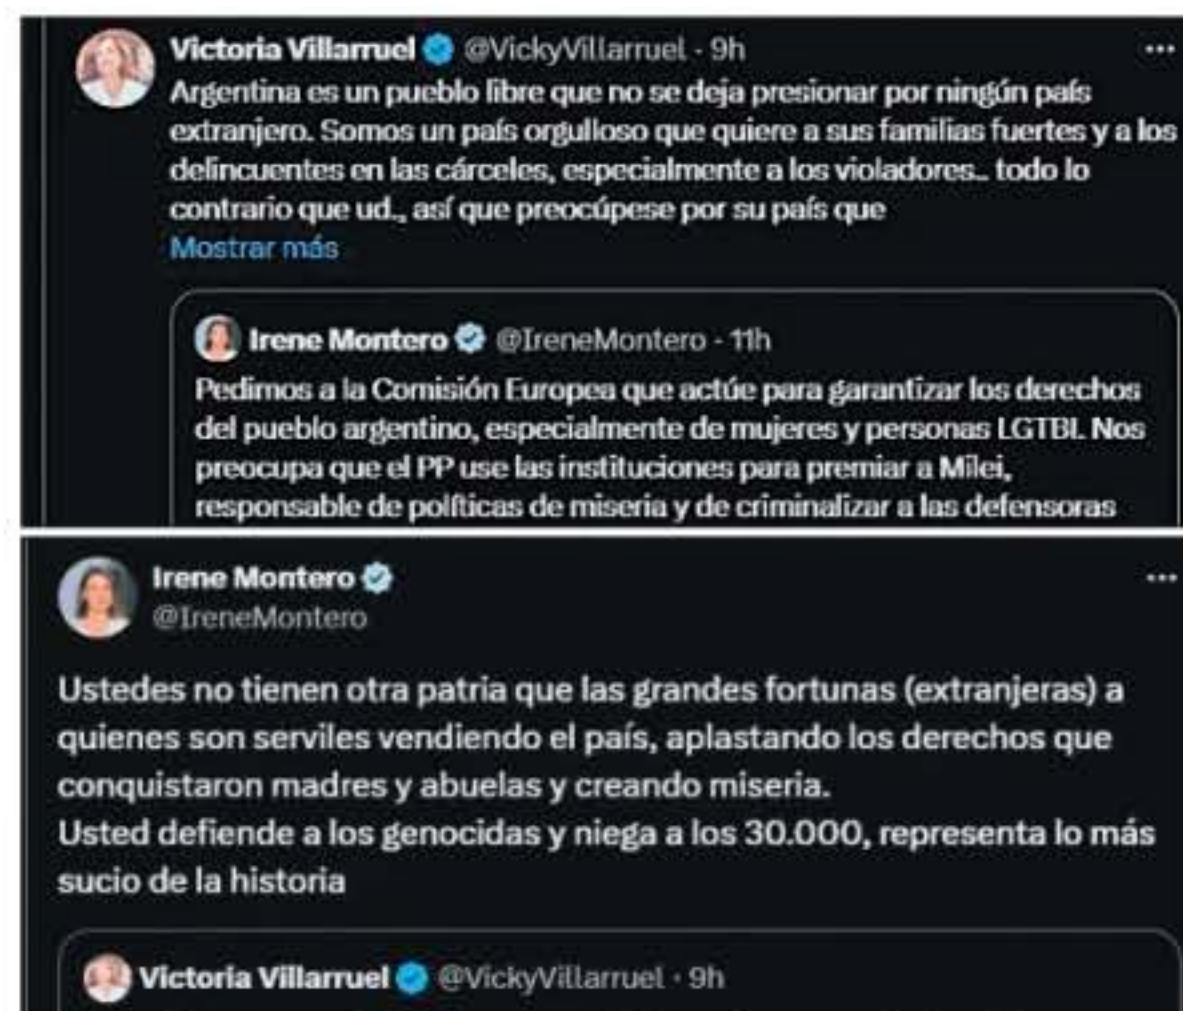 Victoria Villarruel @VickyVillarruel · 9h
Argentina es un pueblo libre que no se deja presionar por ningún país
extranjero. Somos un país orgulloso que quiere a sus familias fuertes y a los
delincuentes en las cárceles, especialmente a los violadores... todo lo
contrario que ud., así que preocúpese por su país que
Mostrar más
Irene Montero @IreneMontero · 11h
Pedimos a la Comisión Europea que actúe para garantizar los derechos
del pueblo argentino, especialmente de mujeres y personas LGTBI. Nos
preocupa que el PP use las instituciones para premiar a Milei,
responsable de políticas de miseria y de criminalizar a las defensoras
Irene Montero
@IreneMontero
Ustedes no tienen otra patria que las grandes fortunas (extranjeras) a
quienes son serviles vendiendo el país, aplastando los derechos que
conquistaron madres y abuelas y creando miseria.
Usted defiende a los genocidas y niega a los 30.000, representa lo más
sucio de la historia
Victoria Villarruel @VickyVillarruel · 9h